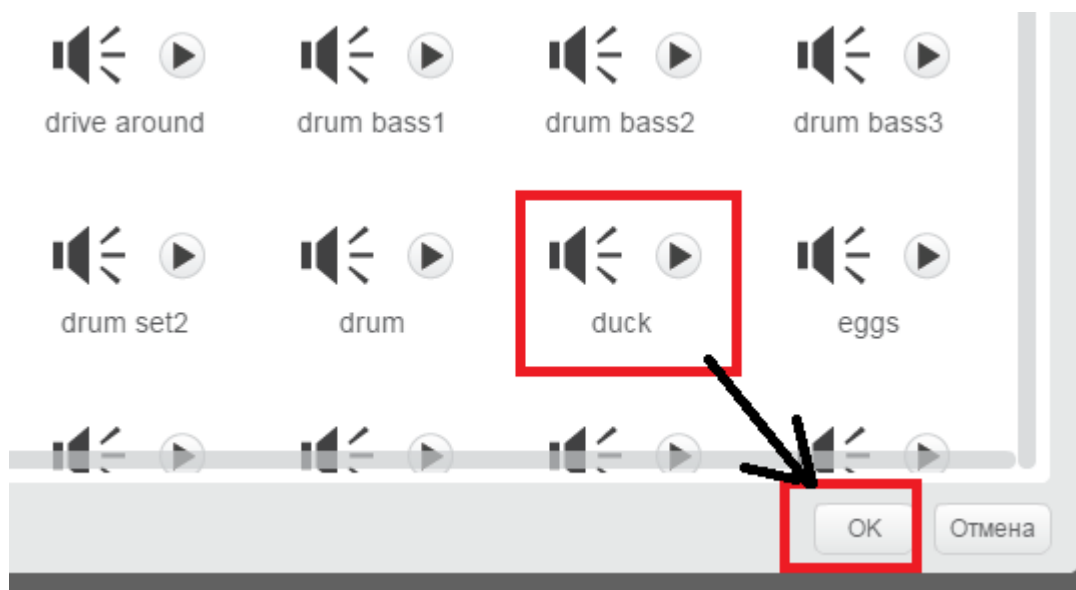 drive around drum bass1 drum bass2 drum bass3
drum set2 drum duck eggs
OK Отмена